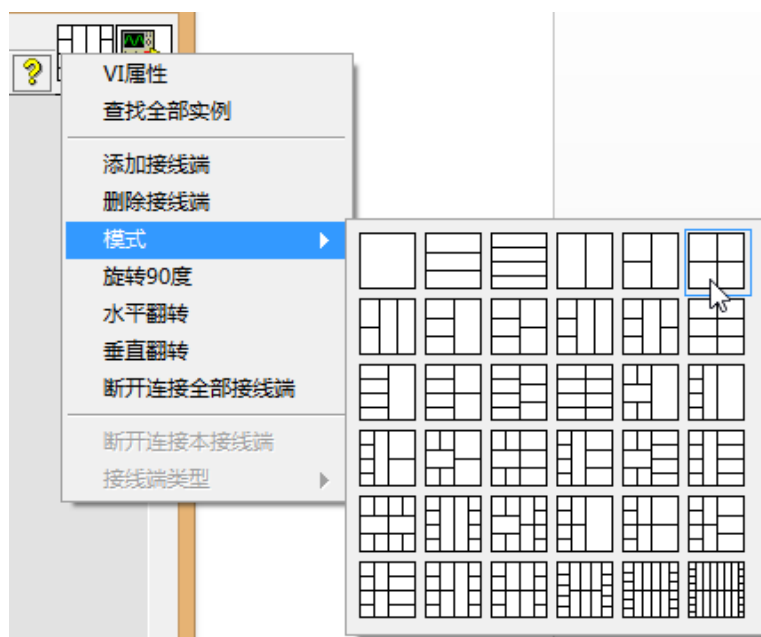 ?
VI属性
查找全部实例
添加接线端
删除接线端
模式
旋转90度
水平翻转
垂直翻转
断开连接全部接线端
断开连接本接线端
接线端类型